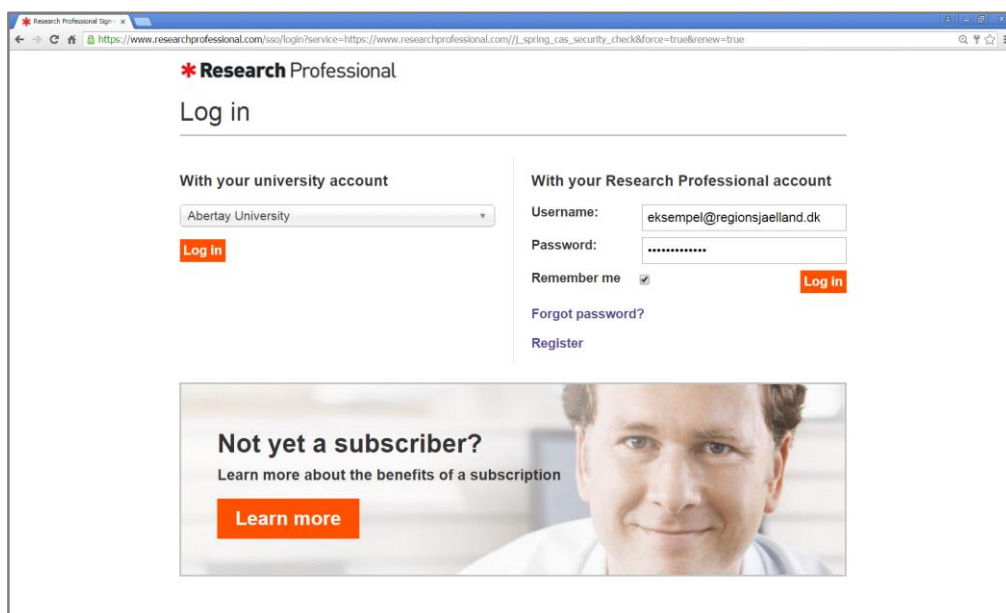 Research Professional Sign-i
https://www.researchprofessional.com/sso/login?service=https://www.researchprofessional.com//j_spring_cas_security_check&force=true&renew=true
Research Professional
Log in
With your university account
Abertay University
Log in
With your Research Professional account
Username:
eksempel@regionsjaelland.dk
Password:
•••••••••••••
Remember me
Log in
Forgot password?
Register
Not yet a subscriber?
Learn more about the benefits of a subscription
Learn more